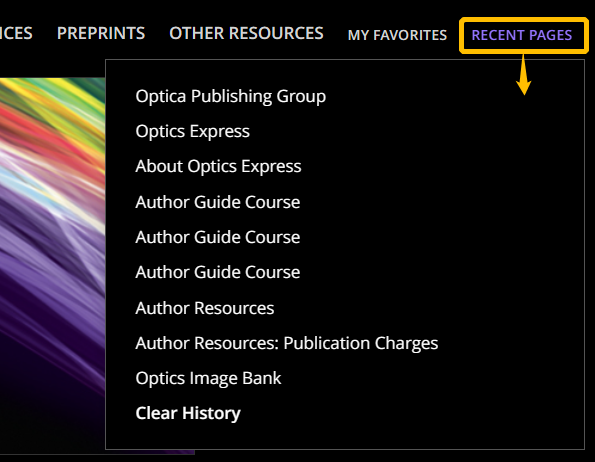 PREPRINTS OTHER RESOURCES MY FAVORITES RECENT PAGES
Optica Publishing Group
Optics Express
About Optics Express
Author Guide Course
Author Guide Course
Author Guide Course
Author Resources
Author Resources: Publication Charges
Optics Image Bank
Clear History